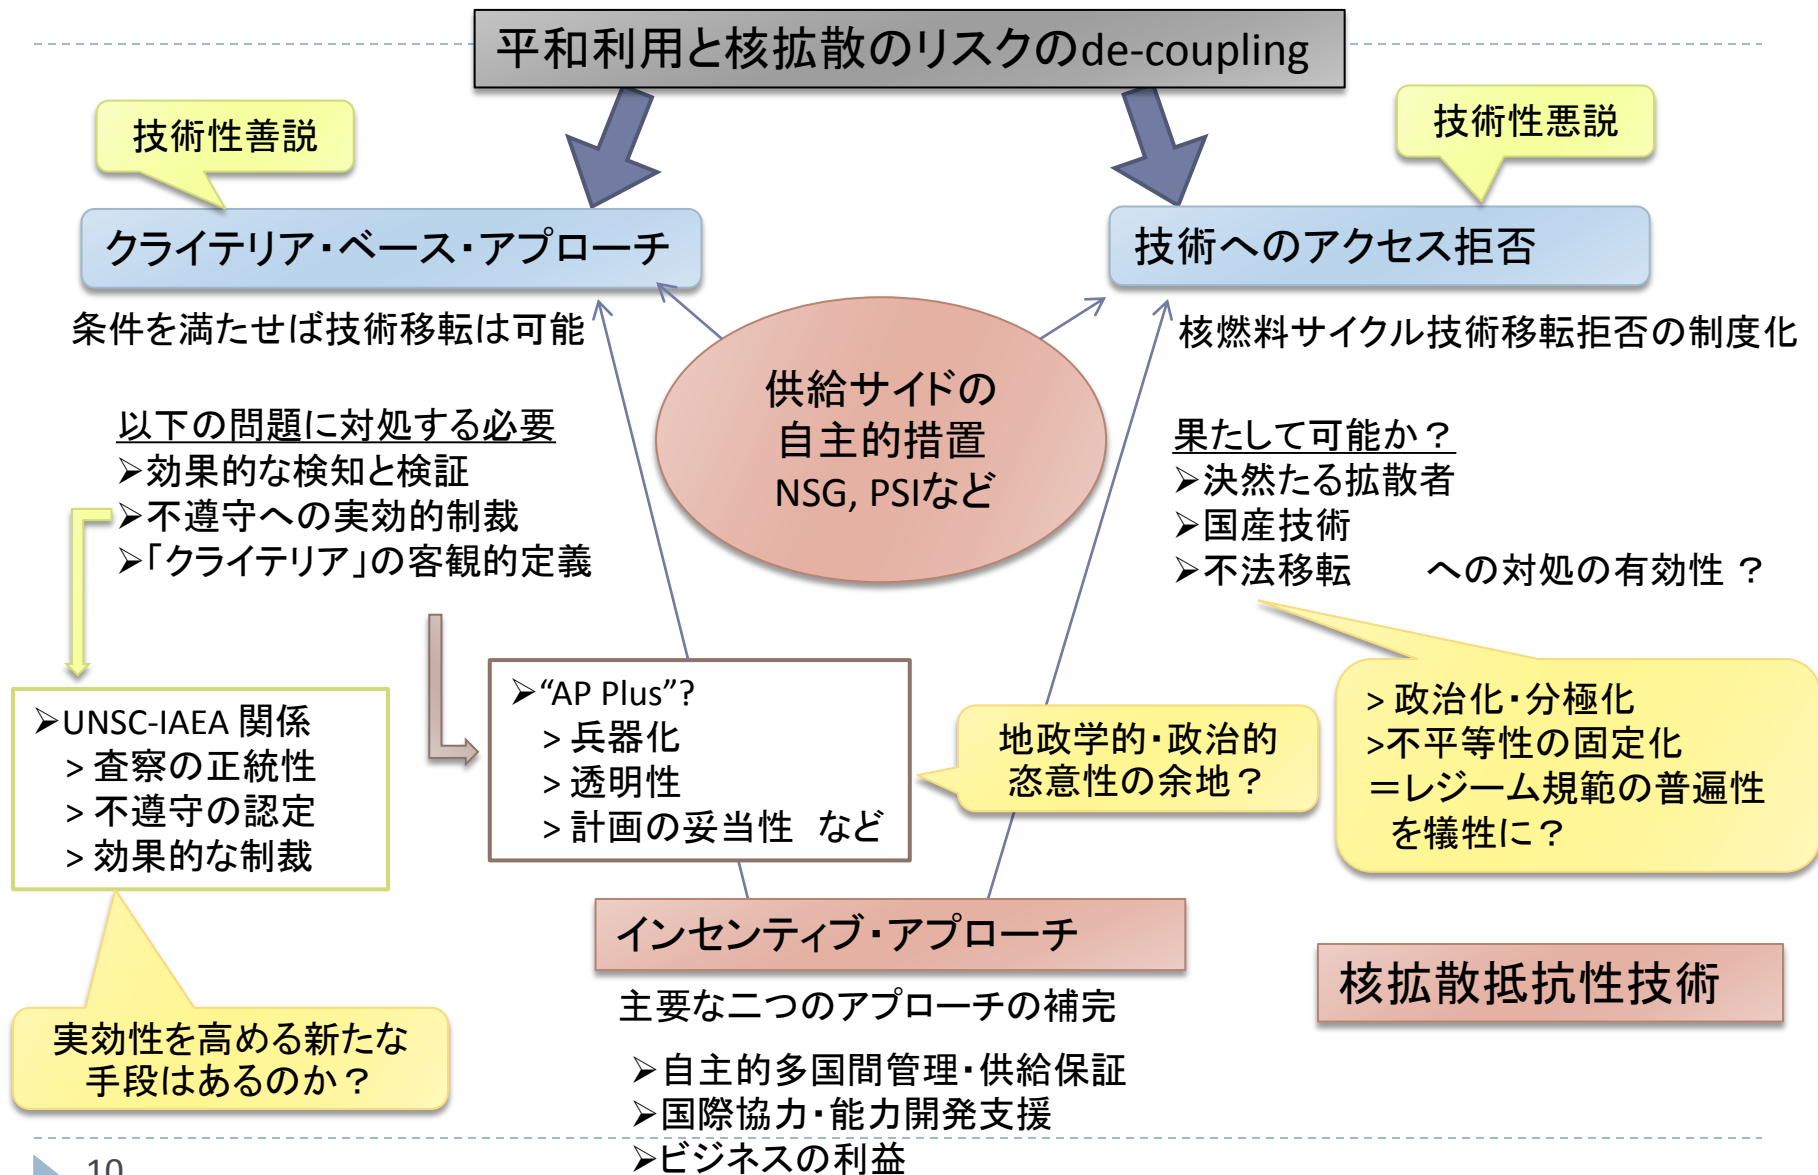 平和利用と核拡散のリスクのde-coupling
技術性善説
技術性悪説
クライテリア・ベース・アプローチ
技術へのアクセス拒否
条件を満たせば技術移転は可能
核燃料サイクル技術移転拒否の制度化
供給サイドの
自主的措置
NSG, PSIなど
以下の問題に対処する必要
➢効果的な検知と検証
➢不遵守への実効的制裁
➢「クライテリア」の客観的定義
果たして可能か？
➢決然たる拡散者
➢国産技術
➢不法移転　　への対処の有効性 ？
➢UNSC-IAEA 関係
> 査察の正統性
> 不遵守の認定
> 効果的な制裁
➢“AP Plus”?
> 兵器化
> 透明性
> 計画の妥当性　など
地政学的・政治的
恣意性の余地？
> 政治化・分極化
>不平等性の固定化
＝レジーム規範の普遍性
を犠牲に？
実効性を高める新たな
手段はあるのか？
インセンティブ・アプローチ
主要な二つのアプローチの補完
➢自主的多国間管理・供給保証
➢国際協力・能力開発支援
➢ビジネスの利益
核拡散抵抗性技術
10